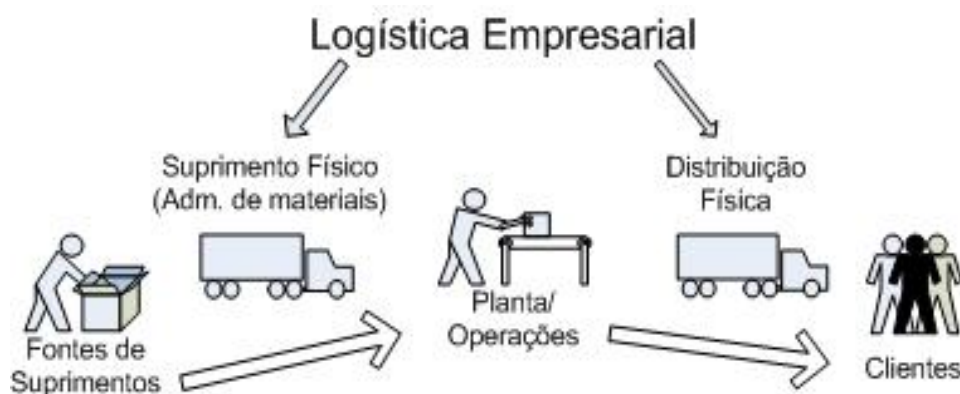 Logística Empresarial
Suprimento Físico
(Adm. de materiais)
Distribuição
Física
Fontes de
Suprimentos
Planta/
Operações
Clientes